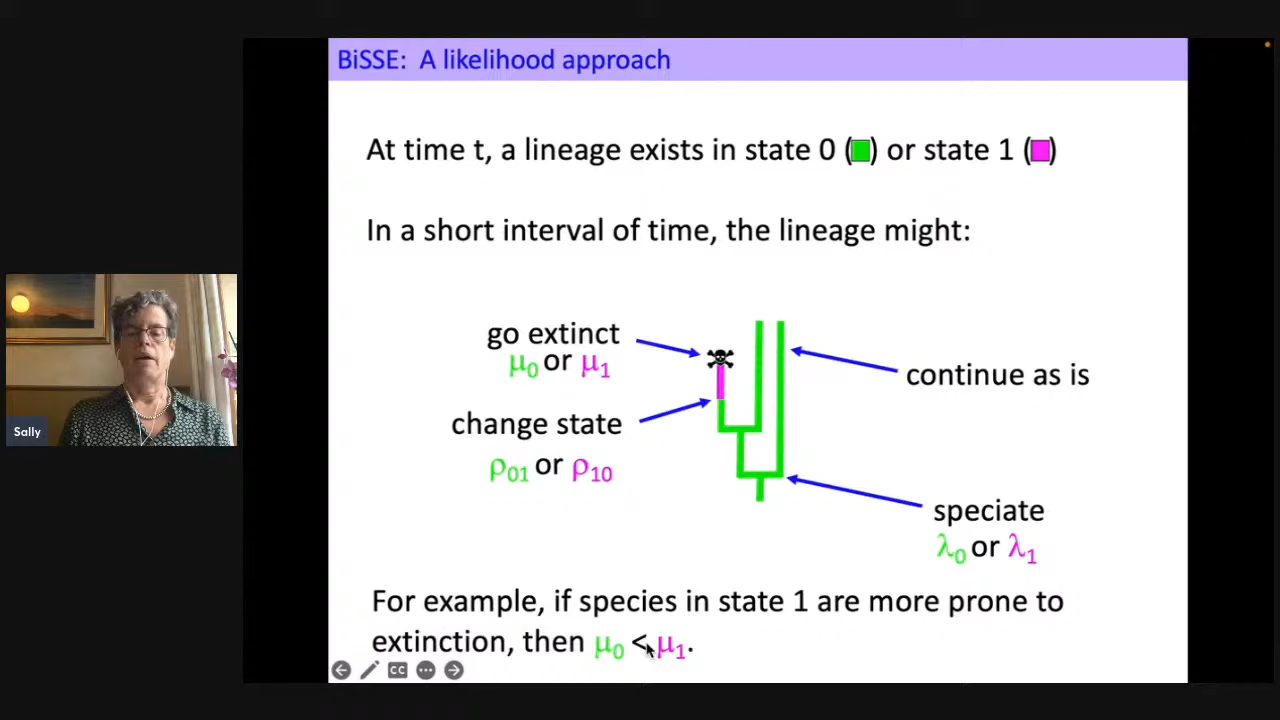 BiSSE: A likelihood approach
At time t, a lineage exists in state 0 ( ) or state 1 ( )
In a short interval of time, the lineage might:
go extinct
μ0 or μ1
continue as is
change state
ρ01 or ρ10
Sally
speciate
λ0 or λ1
For example, if species in state 1 are more prone to
extinction, then μ0 < μ1.
CC